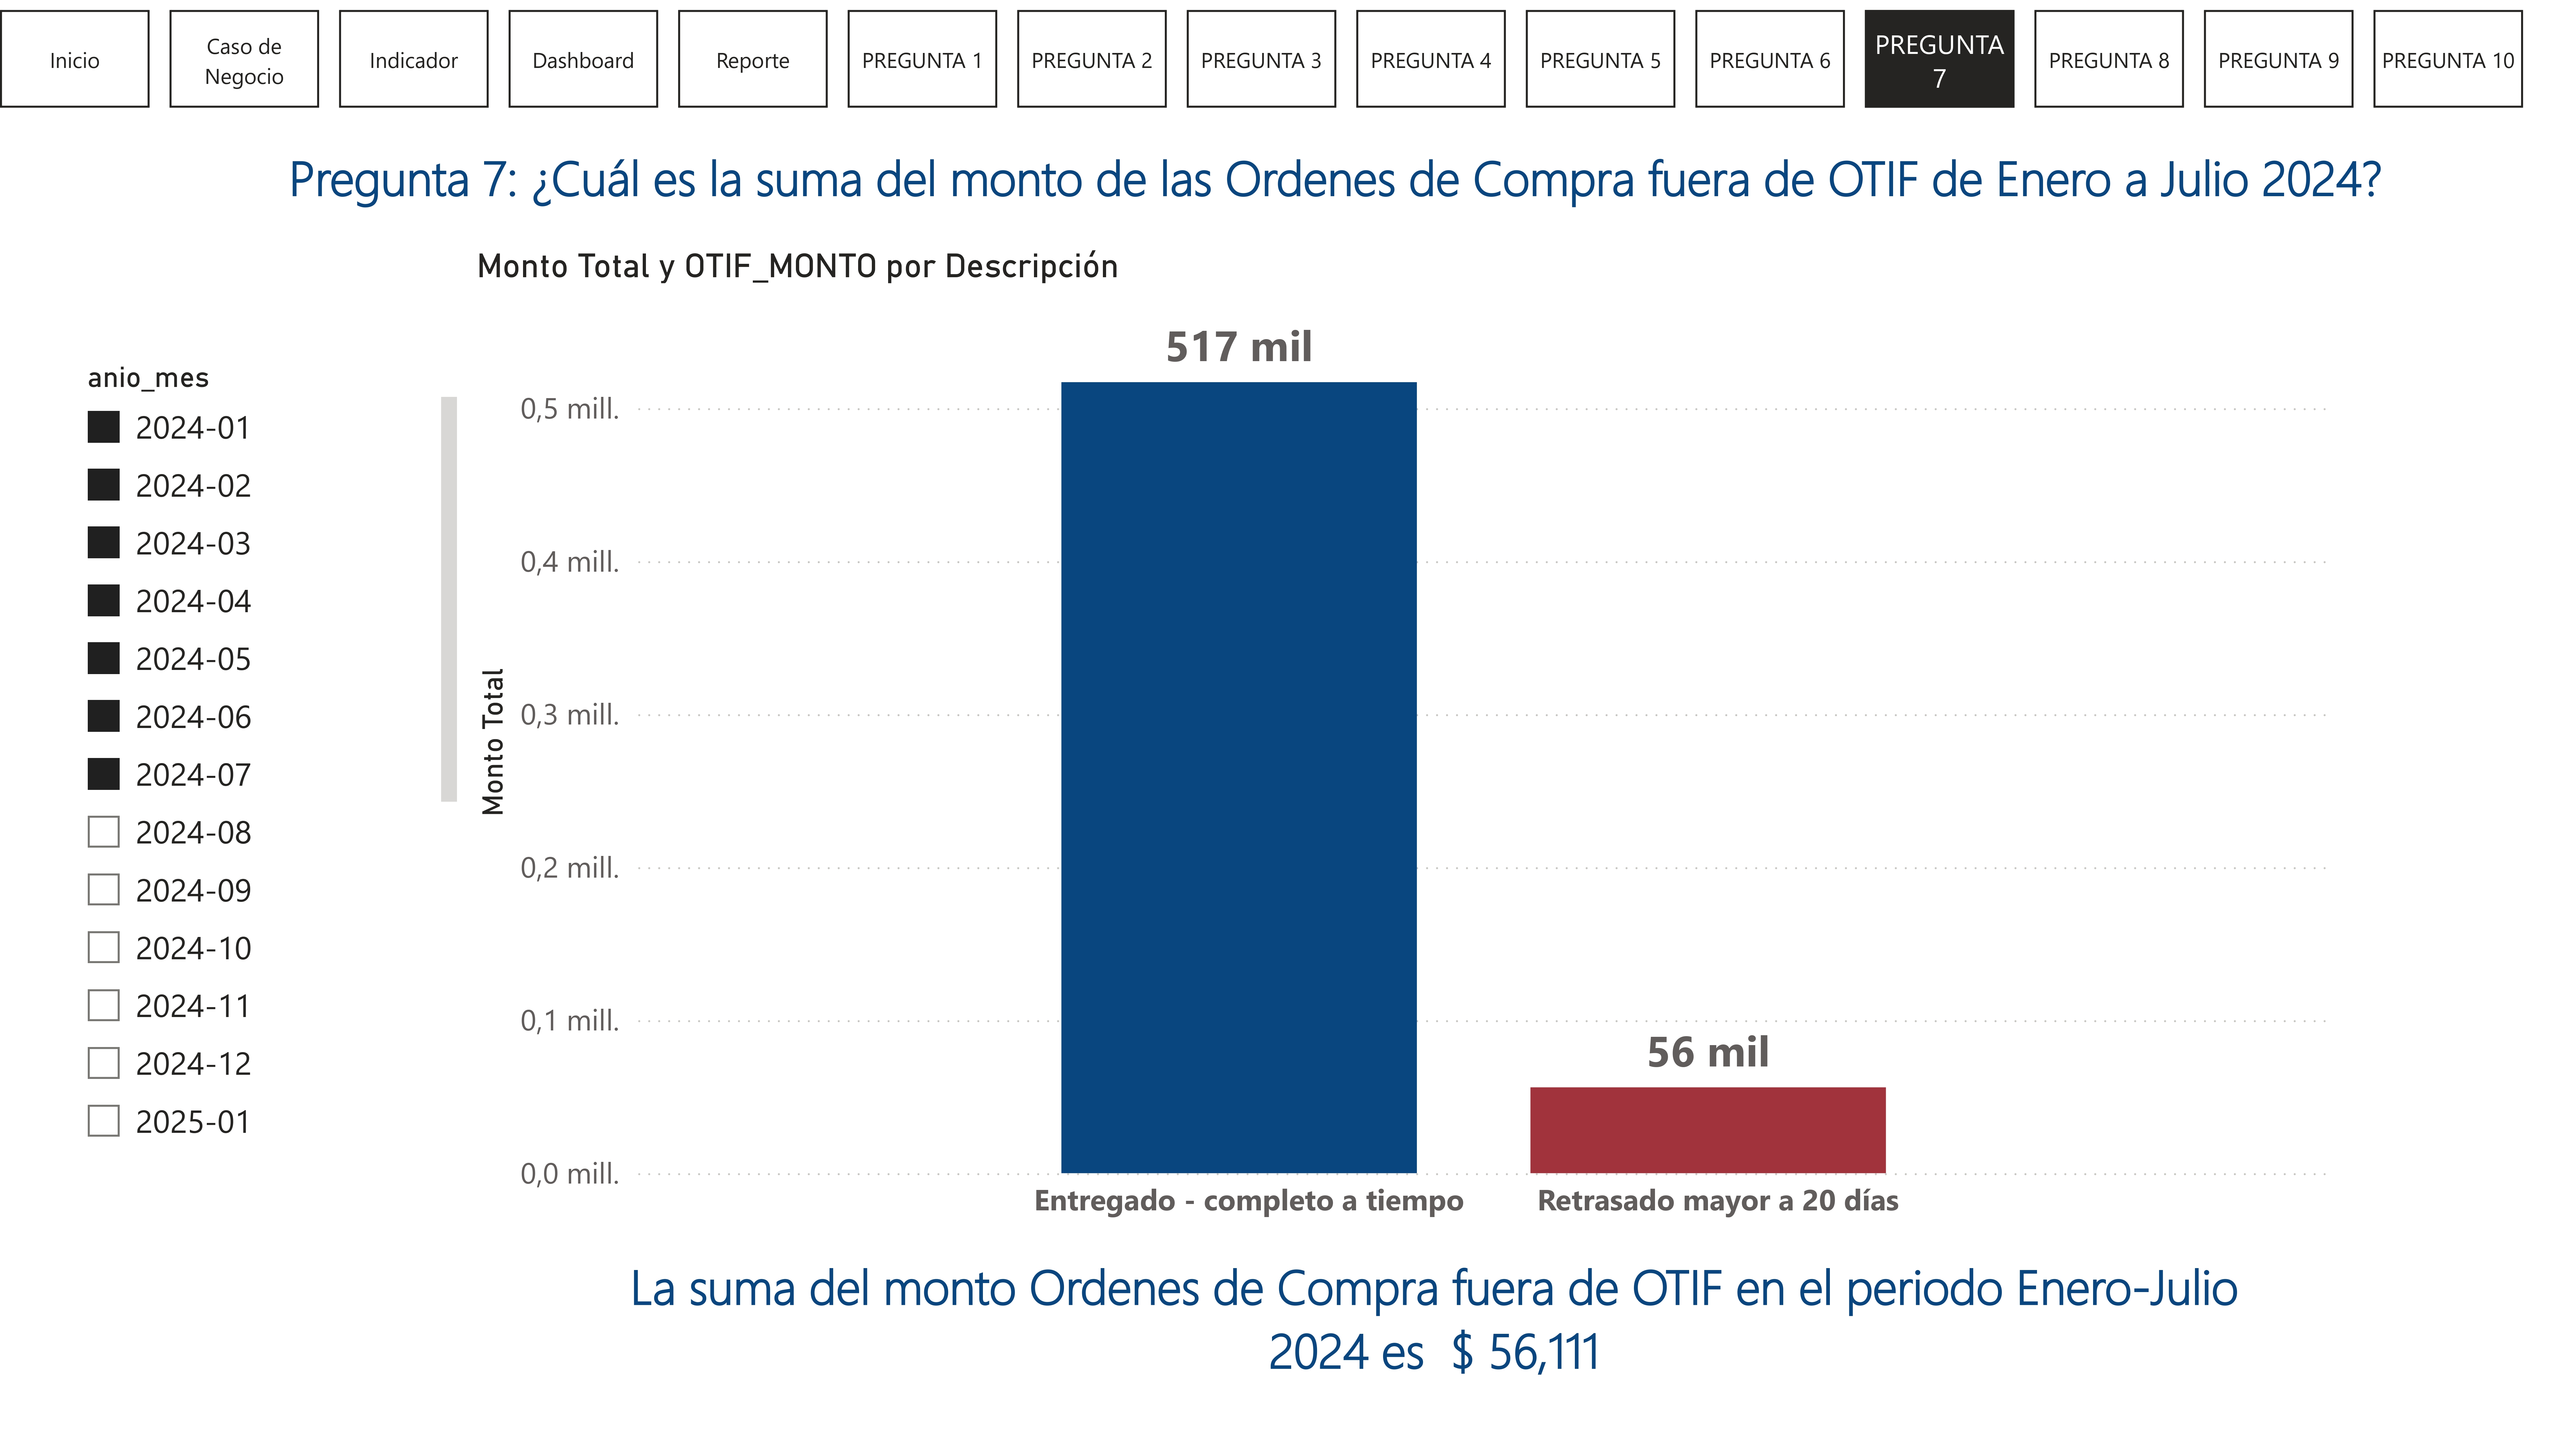 Inicio
Caso de
Negocio
Indicador
Dashboard
Reporte
PREGUNTA 1
PREGUNTA 2
PREGUNTA 3
PREGUNTA 4
PREGUNTA 5
PREGUNTA 6
PREGUNTA
7
PREGUNTA 8
PREGUNTA 9
PREGUNTA 10
Pregunta 7: ¿Cuál es la suma del monto de las Ordenes de Compra fuera de OTIF de Enero a Julio 2024?
Monto Total y OTIF_MONTO por Descripción
anio_mes
2024-01
2024-02
2024-03
2024-04
2024-05
2024-06
2024-07
2024-08
2024-09
2024-10
2024-11
2024-12
2025-01
Monto Total
0,5 mill.
0,4 mill.
0,3 mill.
0,2 mill.
0,1 mill.
0,0 mill.
517 mil
56 mil
Entregado - completo a tiempo
Retrasado mayor a 20 días
La suma del monto Ordenes de Compra fuera de OTIF en el periodo Enero-Julio
2024 es  $ 56,111